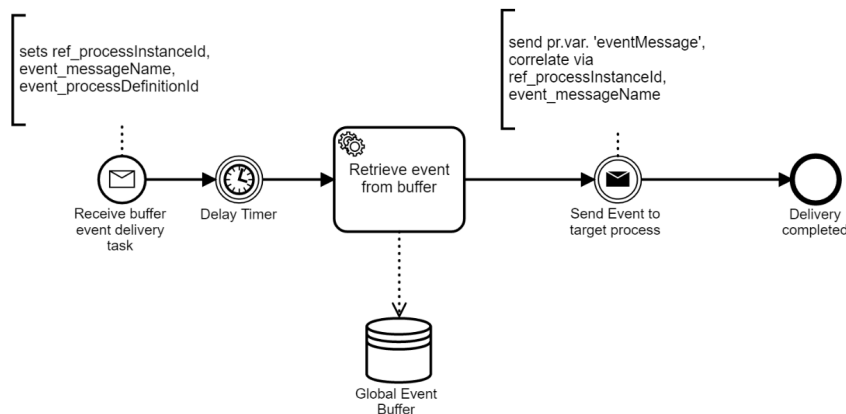 sets ref_processInstanceId,
event_messageName,
event_processDefinitionId
send pr.var. 'eventMessage',
correlate via
ref_processInstanceId,
event_messageName
Receive buffer
event delivery
task
Delay Timer
Retrieve event
from buffer
Send Event to
target process
Delivery
completed
Global Event
Buffer